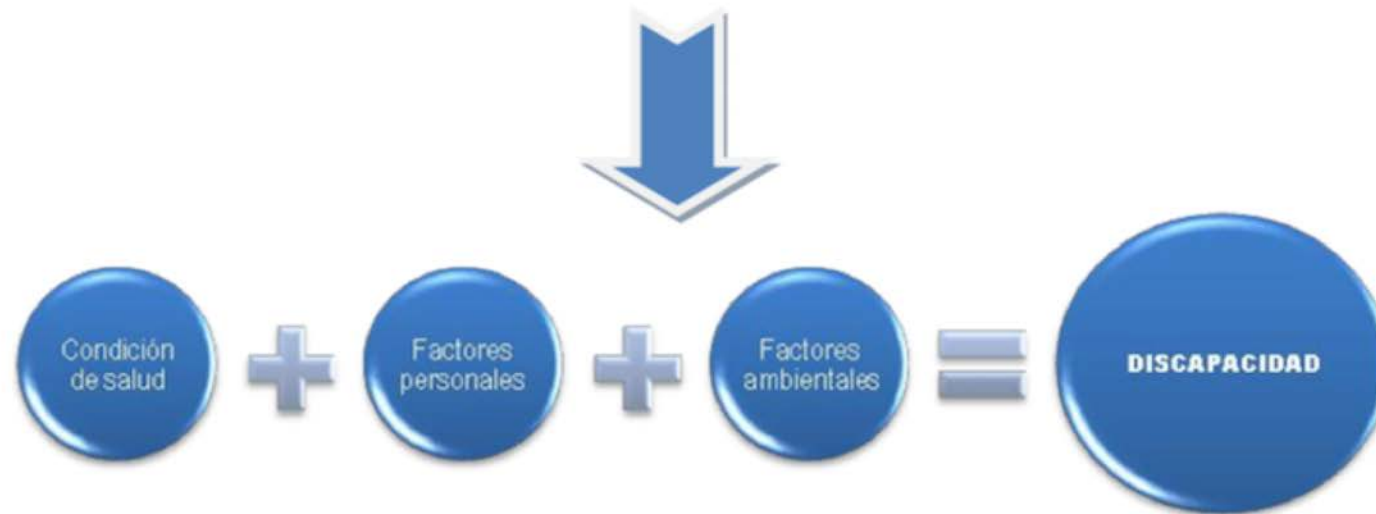 Condición
de salud
Factores
personales
Factores
ambientales
DISCAPACIDAD